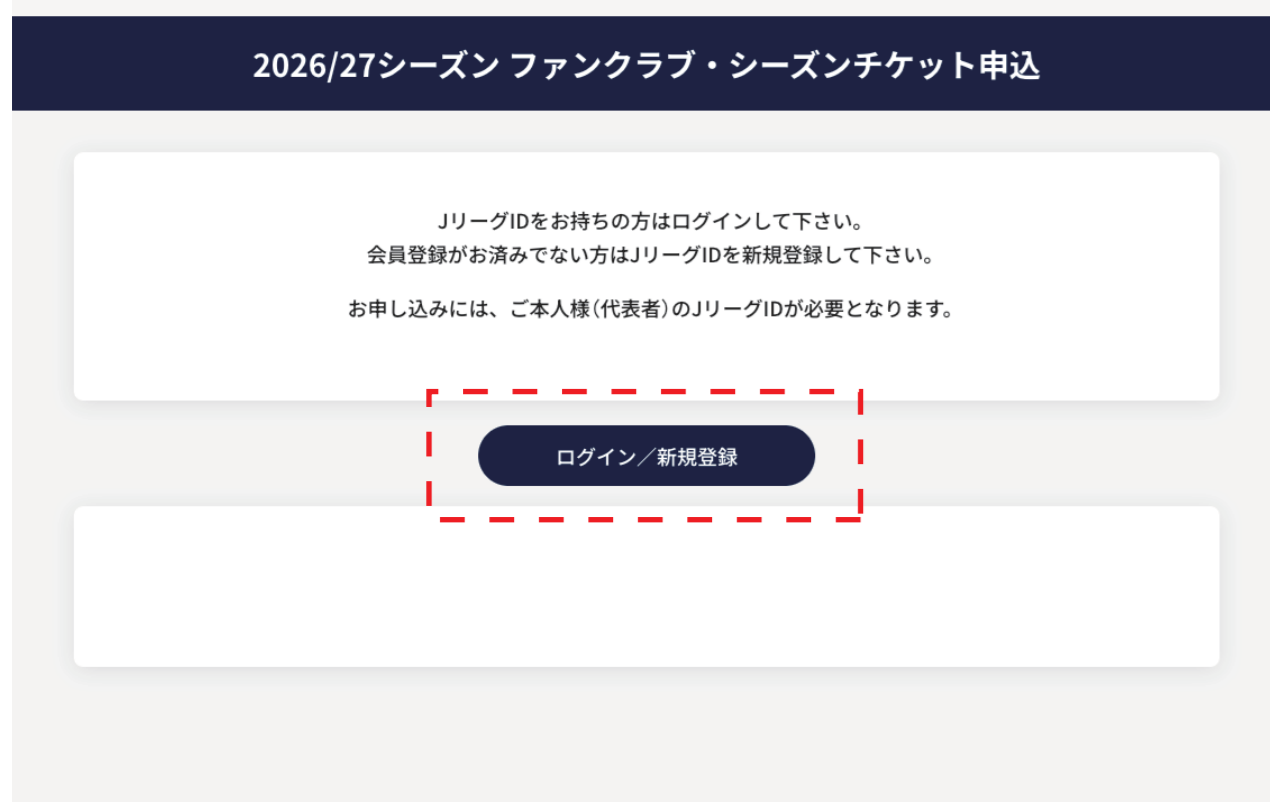 2026/27シーズン ファンクラブ・シーズンチケット申込
JリーグIDをお持ちの方はログインして下さい。
会員登録がお済みでない方はJリーグIDを新規登録して下さい。
お申し込みには、ご本人様(代表者)のJリーグIDが必要となります。
ログイン／新規登録